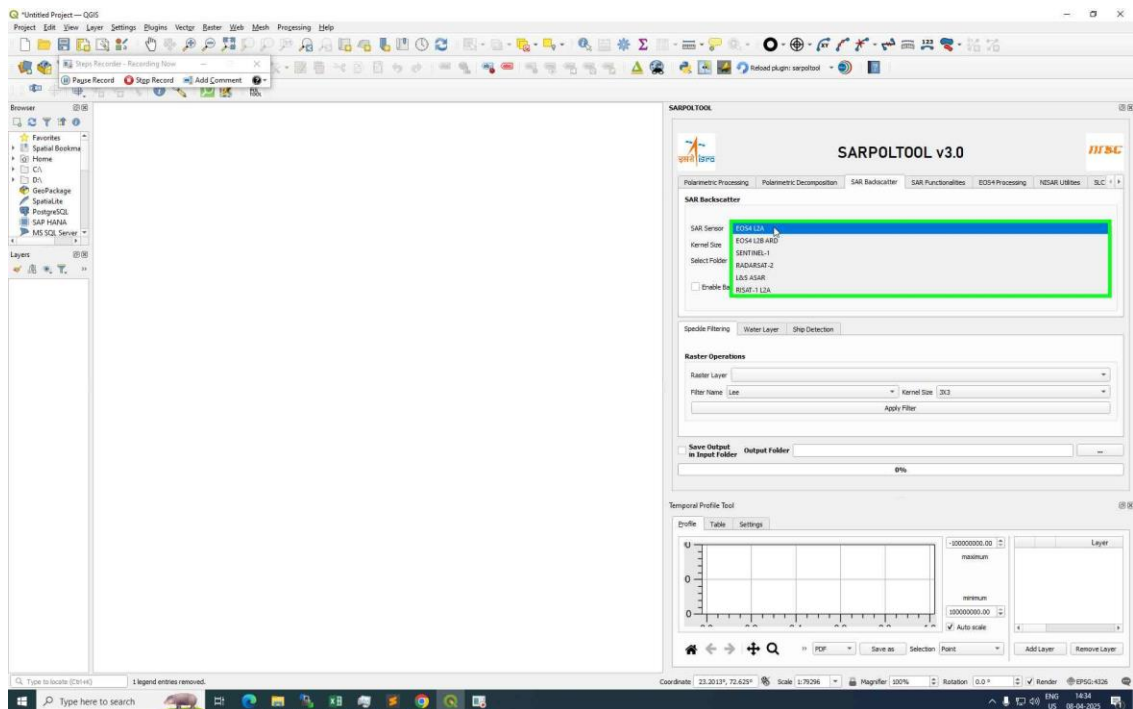 *Untitled Project — QGIS
Project Edit View Layer Settings Plugins Vector Raster Web Mesh Processing Help
Steps Recorder - Recording Now
Reload plugin: sarpoltool
Pause Record Stop Record Add Comment
Browser
Favorites
Spatial Bookma
Home
C:\
D:\
GeoPackage
SpatiaLite
PostgreSQL
SAP HANA
MS SQL Server
Layers
SARPOLTOOL
इसरो isro
SARPOLTOOL v3.0
nrsc
Polarimetric Processing Polarimetric Decomposition SAR Backscatter SAR Functionalities EOS4 Processing NISAR Utilities SLC
SAR Backscatter
SAR Sensor EOS4 L2A
EOS4 L2B ARD
Kernel Size
SENTINEL-1
Select Folder
RADARSAT-2
L&S ASAR
Enable Ba
RISAT-1 L2A
Speckle Filtering Water Layer Ship Detection
Raster Operations
Raster Layer
Filter Name Lee Kernel Size 3X3
Apply Filter
Save Output in Input Folder Output Folder ...
0%
Temporal Profile Tool
Profile Table Settings
-100000000.00
maximum
minimum
100000000.00
Auto scale
Layer
PDF Save as Selection Point Add Layer Remove Layer
Type to locate (Ctrl+K) 1 legend entries removed. Coordinate 23.2013°, 72.625° Scale 1:79296 Magnifier 100% Rotation 0.0 ° Render EPSG:4326
Type here to search
ENG 14:34
US 08-04-2025